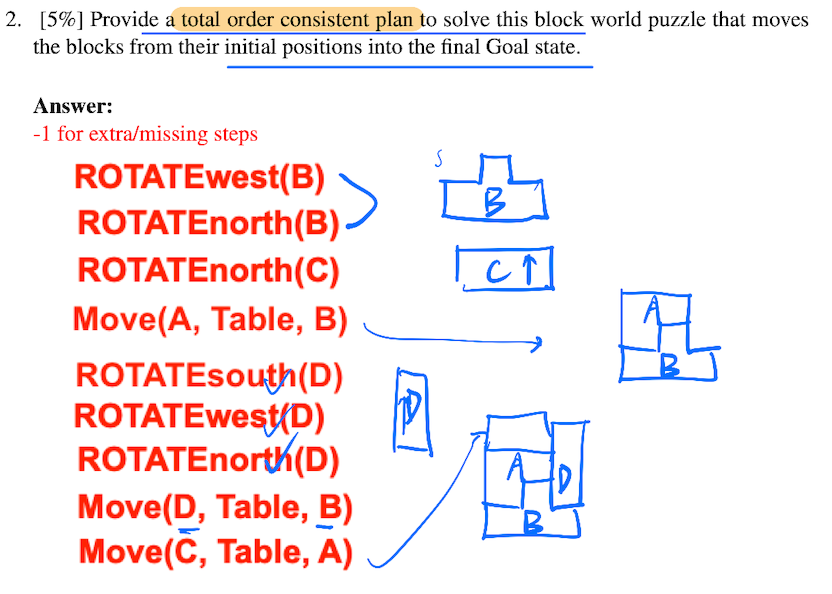 2. [5%] Provide a total order consistent plan to solve this block world puzzle that moves
the blocks from their initial positions into the final Goal state.
Answer:
-1 for extra/missing steps
ROTATEwest(B)
ROTATEnorth(B)
ROTATEnorth(C)
Move(A, Table, B)
ROTATEsouth(D)
ROTATEwest(D)
ROTATEnorth(D)
Move(D, Table, B)
Move(C, Table, A)
S
B
C ↑
A
B
D
A
D
B